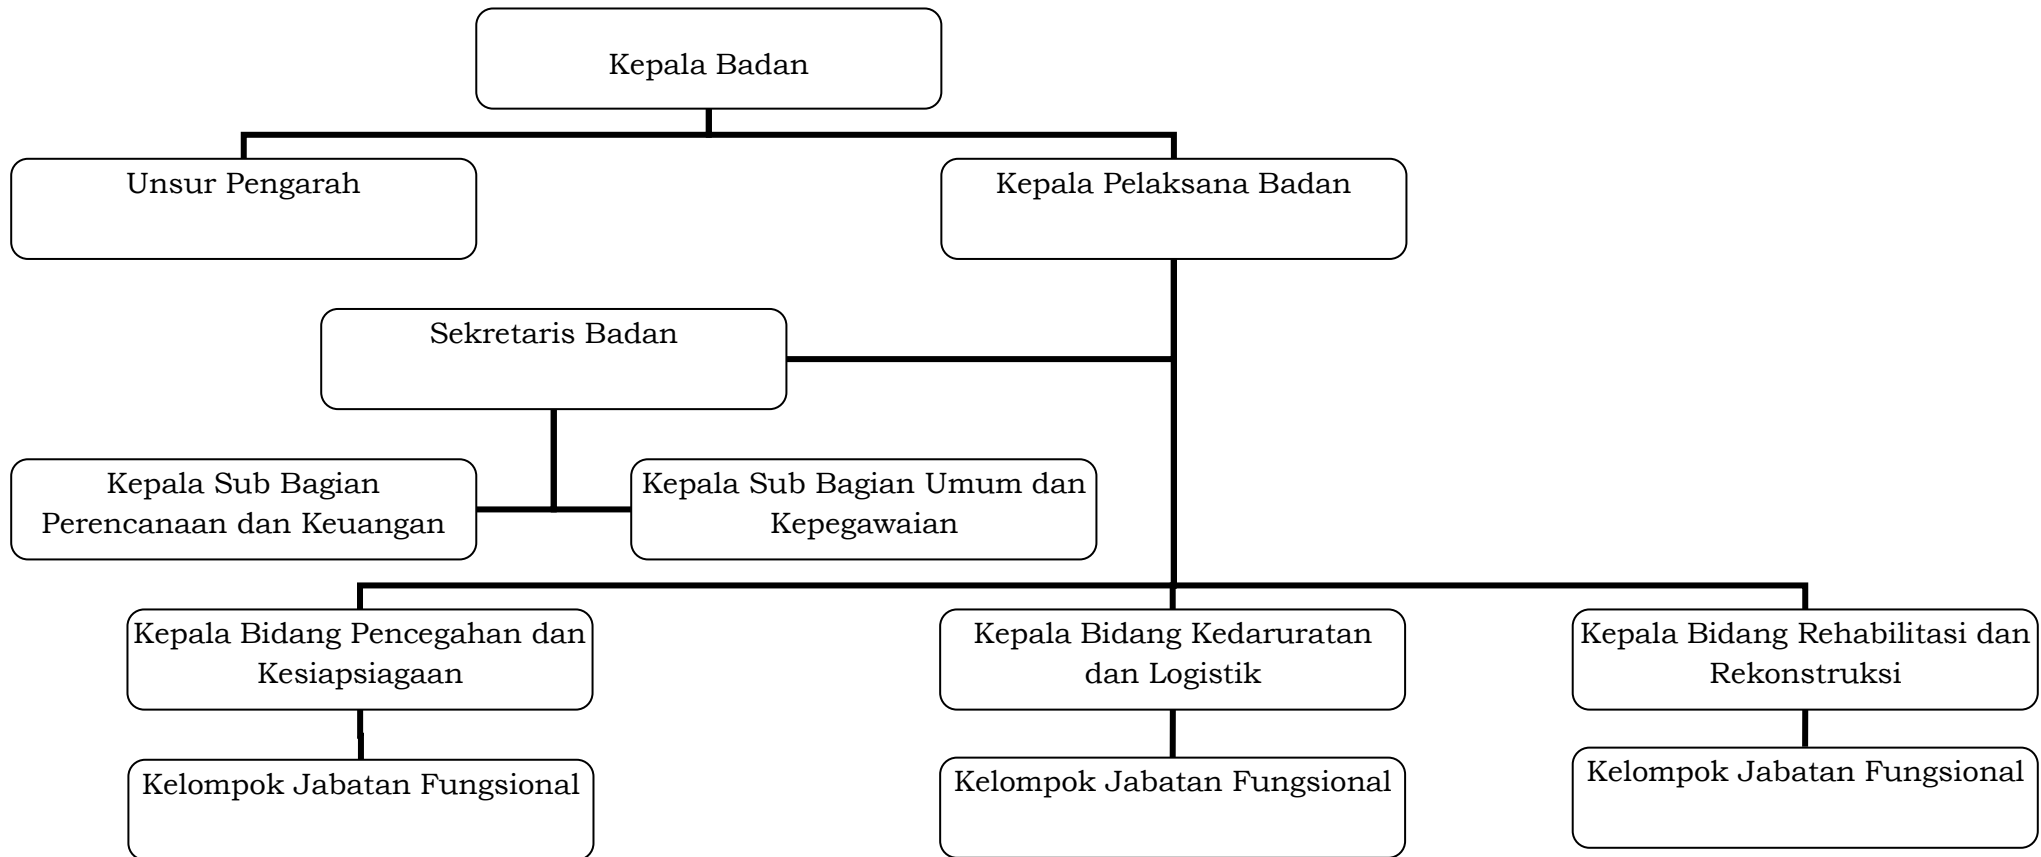 Kepala Badan
Unsur Pengarah
Kepala Pelaksana Badan
Sekretaris Badan
Kepala Sub Bagian
Perencanaan dan Keuangan
Kepala Sub Bagian Umum dan
Kepegawaian
Kepala Bidang Pencegahan dan
Kesiapsiagaan
Kepala Bidang Kedaruratan
dan Logistik
Kepala Bidang Rehabilitasi dan
Rekonstruksi
Kelompok Jabatan Fungsional
Kelompok Jabatan Fungsional
Kelompok Jabatan Fungsional